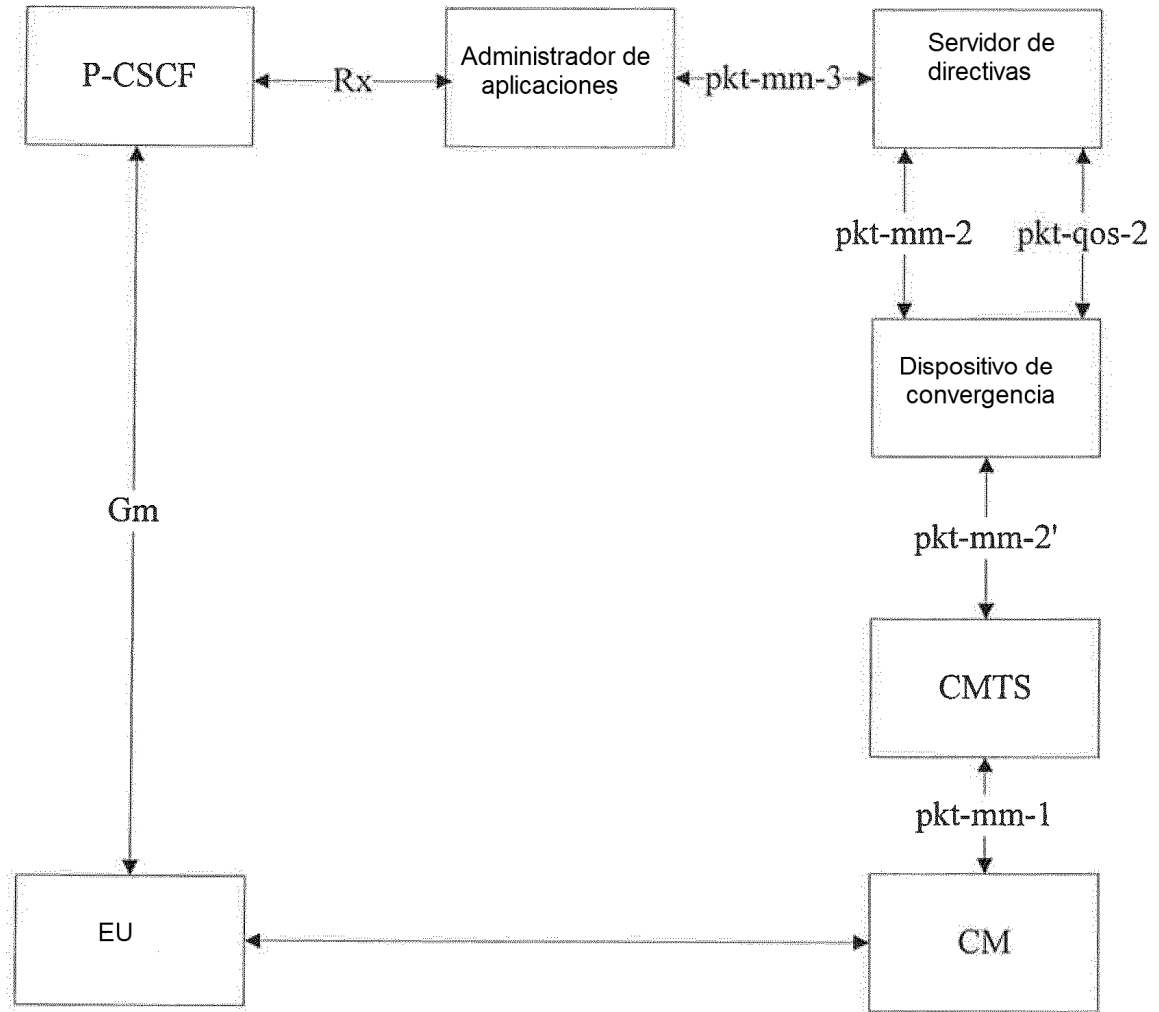 P-CSCF
Rx
Administrador de
aplicaciones
pkt-mm-3
Servidor de
directivas
pkt-mm-2
pkt-qos-2
Dispositivo de
convergencia
Gm
pkt-mm-2'
CMTS
pkt-mm-1
EU
CM